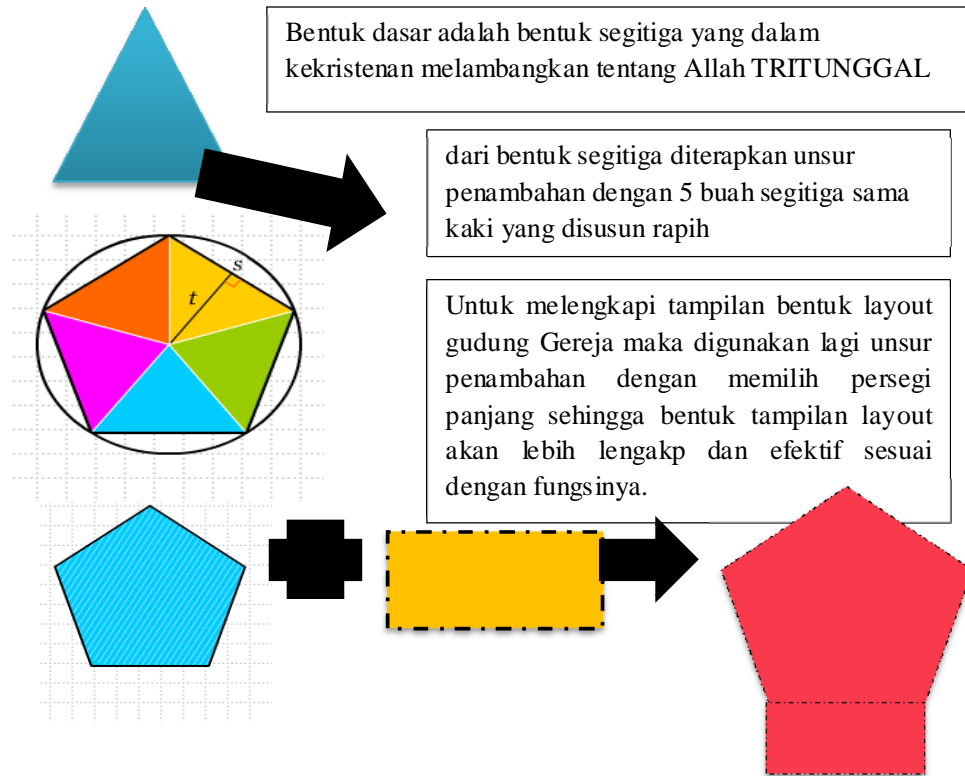 Bentuk dasar adalah bentuk segitiga yang dalam
kekristenan melambangkan tentang Allah TRITUNGGAL
dari bentuk segitiga diterapkan unsur
penambahan dengan 5 buah segitiga sama
kaki yang disusun rapih
s
t
Untuk melengkapi tampilan bentuk layout
gudung Gereja maka digunakan lagi unsur
penambahan dengan memilih persegi
panjang sehingga bentuk tampilan layout
akan lebih lengakp dan efektif sesuai
dengan fungsinya.